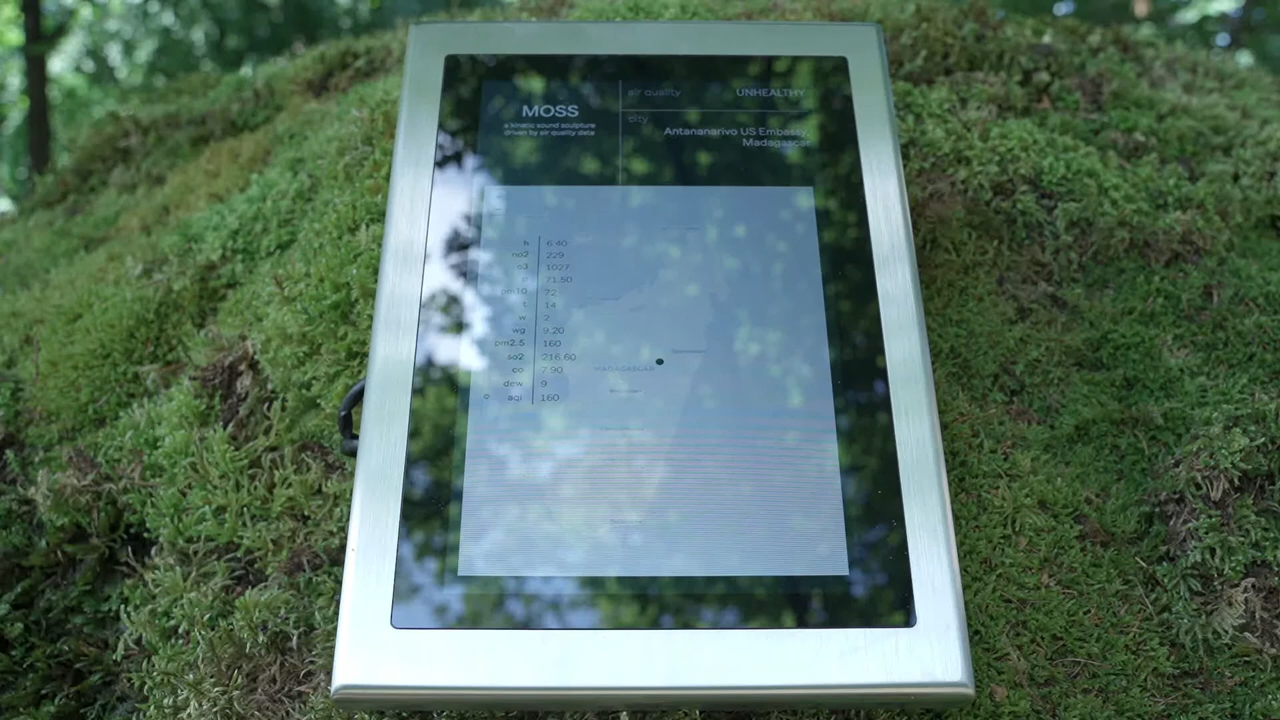 MOSS
a kinetic sound sculpture
driven by air quality data
air quality UNHEALTHY
city
Antananarivo US Embassy,
Madagascar
h 6.40
no2 229
o3 1027
p 71.50
pm10 72
t 14
w 2
wg 9.20
pm2.5 160
so2 216.60
co 7.90
dew 9
aqi 160
MADAGASCAR